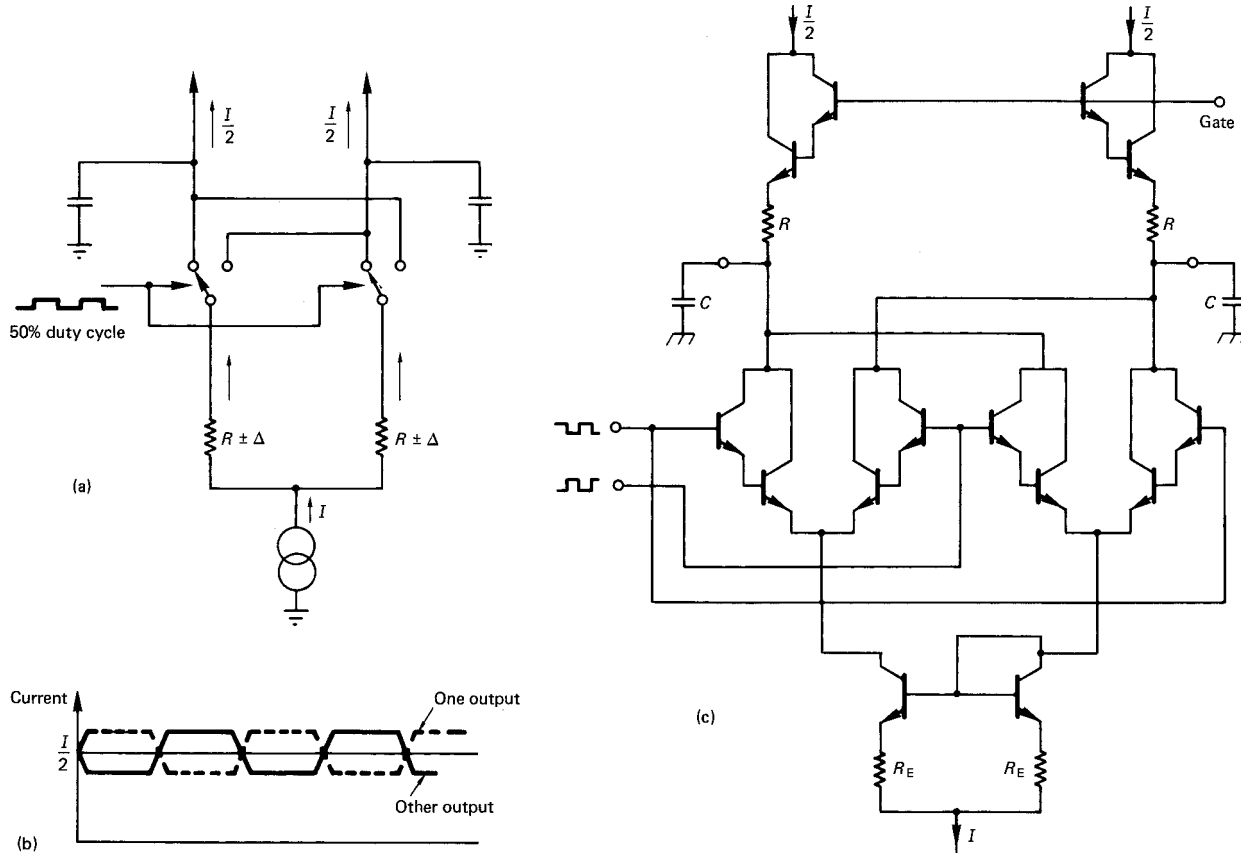 I/2
I/2
50% duty cycle
R ± Δ
R ± Δ
(a)
I
Current
I/2
One output
Other output
(b)
I/2
I/2
Gate
R
R
C
C
(c)
R_E
R_E
I